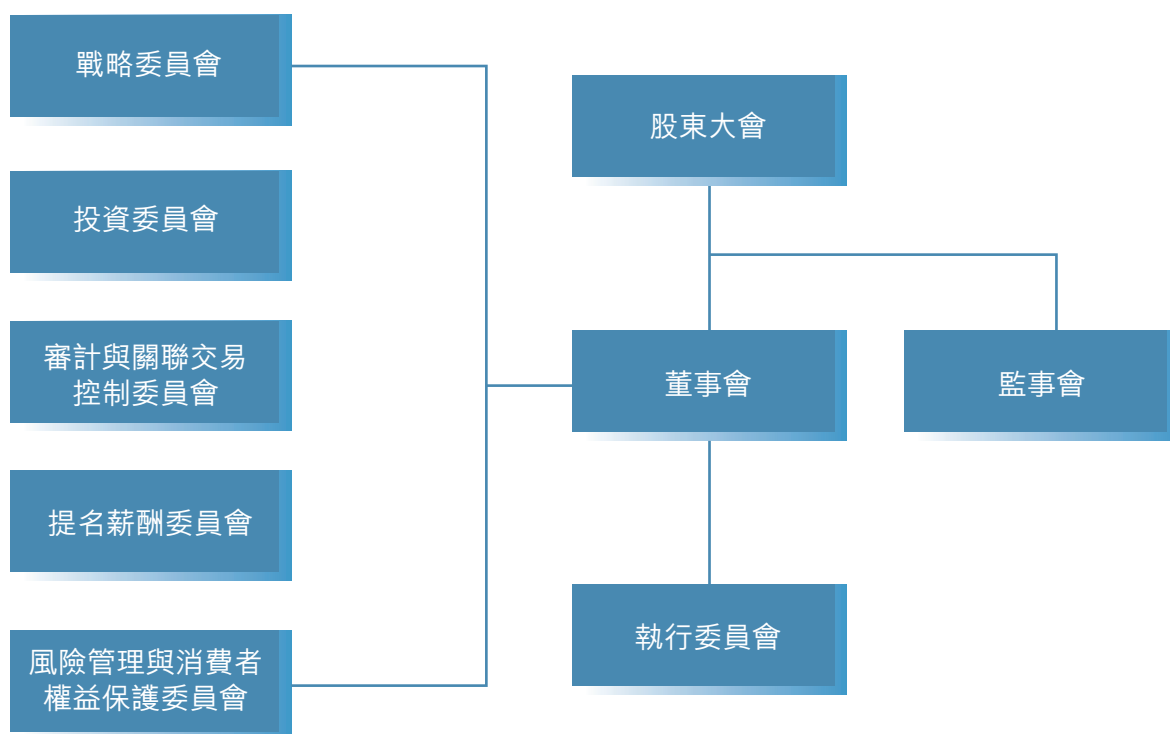 戰略委員會
投資委員會
審計與關聯交易
控制委員會
提名薪酬委員會
風險管理與消費者
權益保護委員會
股東大會
董事會
監事會
執行委員會